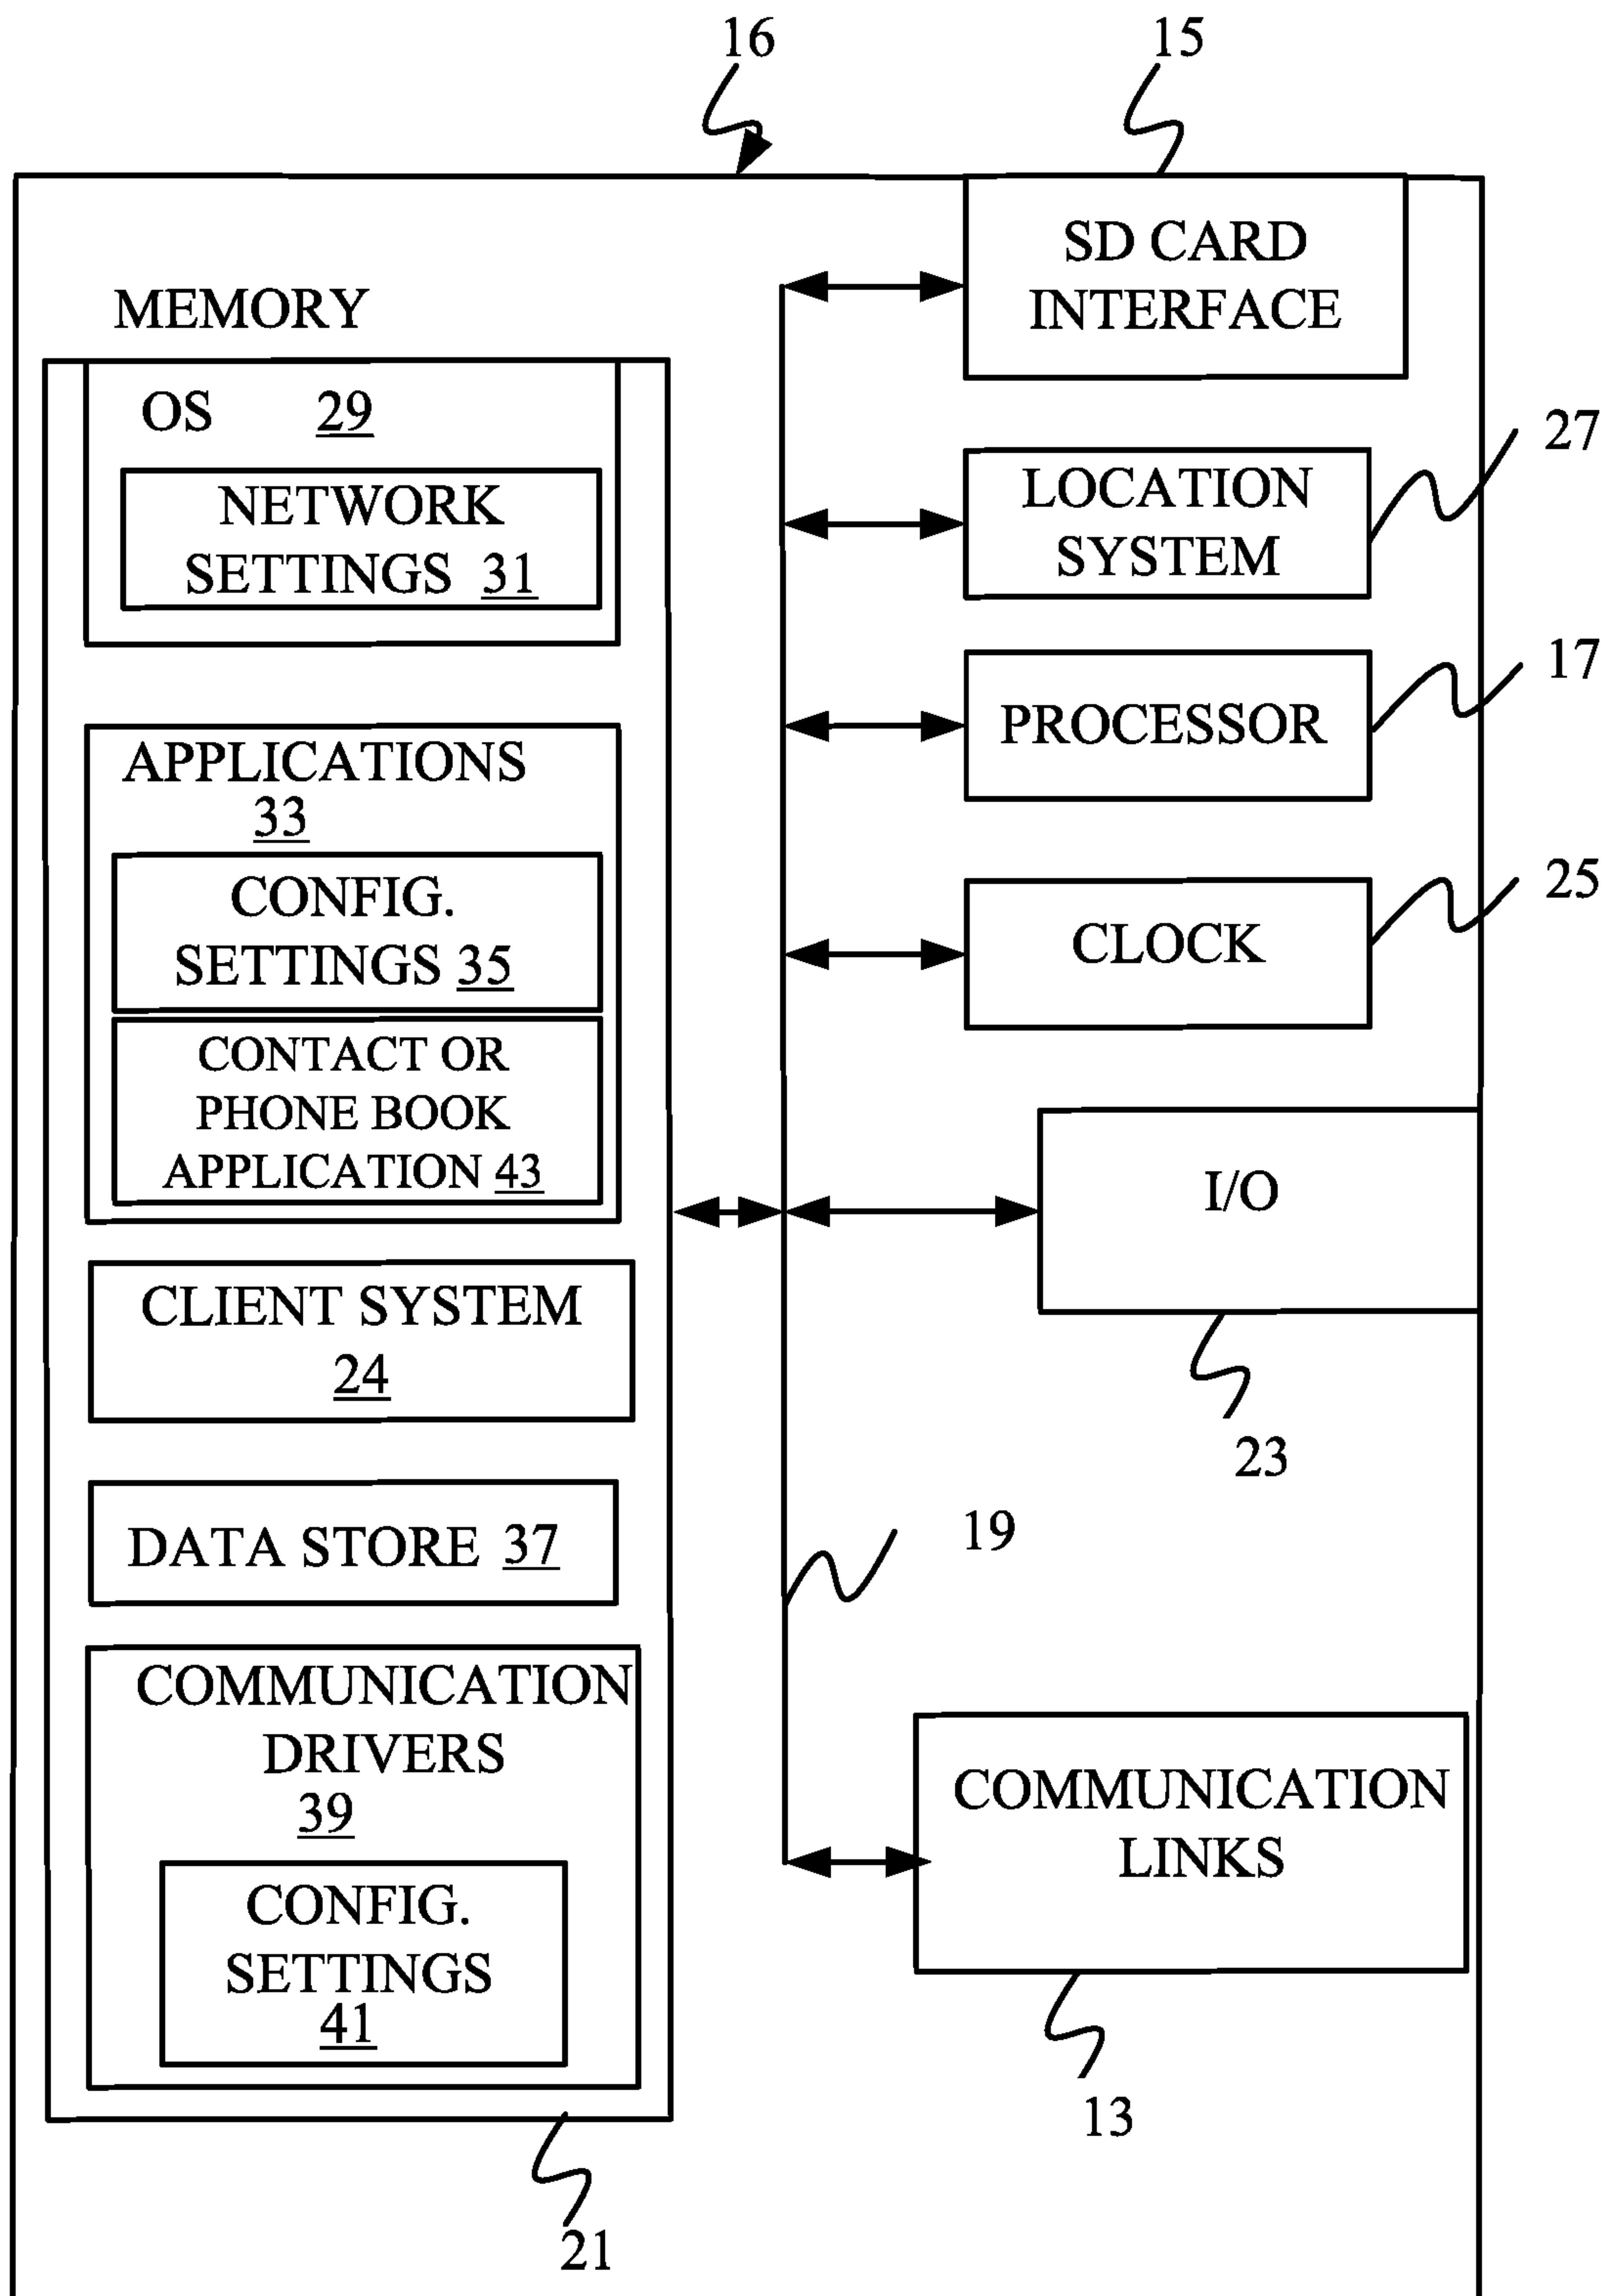 16
15
SD CARD
INTERFACE
MEMORY
OS 29
NETWORK
SETTINGS 31
27
LOCATION
SYSTEM
17
PROCESSOR
APPLICATIONS
33
CONFIG.
SETTINGS 35
25
CLOCK
CONTACT OR
PHONE BOOK
APPLICATION 43
I/O
23
CLIENT SYSTEM
24
19
DATA STORE 37
COMMUNICATION
DRIVERS
39
CONFIG.
SETTINGS
41
COMMUNICATION
LINKS
13
21